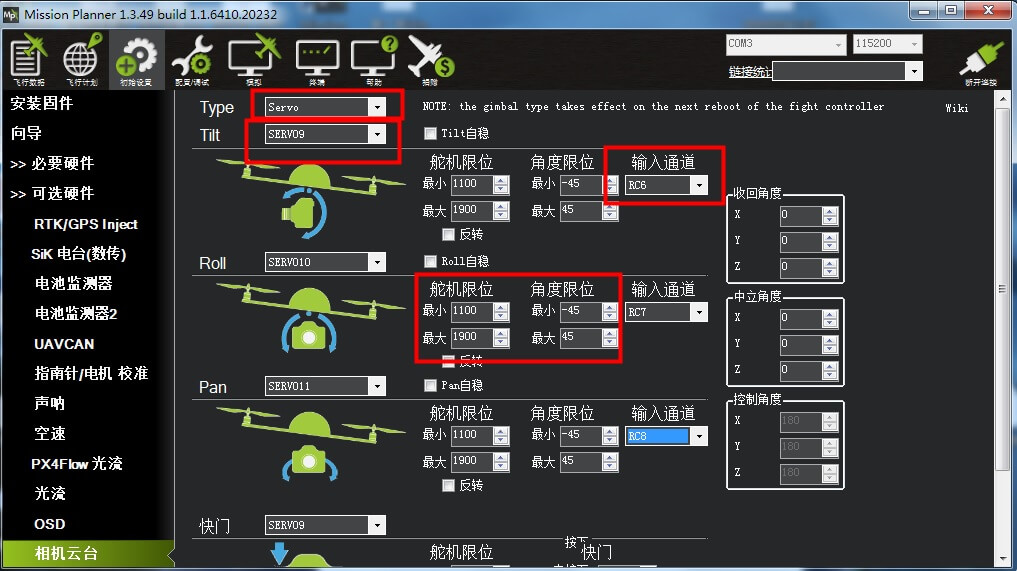 Mission Planner 1.3.49 build 1.1.6410.20232
COM3
115200
链接统计
飞行数据
飞行计划
初始设置
配置/调试
模拟
终端
帮助
捐赠
断开连接
安装固件
向导
>> 必要硬件
>> 可选硬件
RTK/GPS Inject
SiK 电台(数传)
电池监测器
电池监测器2
UAVCAN
指南针/电机 校准
声呐
空速
PX4Flow 光流
光流
OSD
相机云台
Type
Servo
NOTE: the gimbal type takes effect on the next reboot of the fight controller
Wiki
Tilt
SERVO9
Tilt自稳
舵机限位 角度限位 输入通道
最小 1100 最小 -45 RC6
最大 1900 最大 45
反转
Roll
SERVO10
Roll自稳
舵机限位 角度限位 输入通道
最小 1100 最小 -45 RC7
最大 1900 最大 45
反转
Pan
SERVO11
Pan自稳
舵机限位 角度限位 输入通道
最小 1100 最小 -45 RC8
最大 1900 最大 45
反转
快门
SERVO9
舵机限位
按下
快门
收回角度
X 0
Y 0
Z 0
中立角度
X 0
Y 0
Z 0
控制角度
X 180
Y 180
Z 180